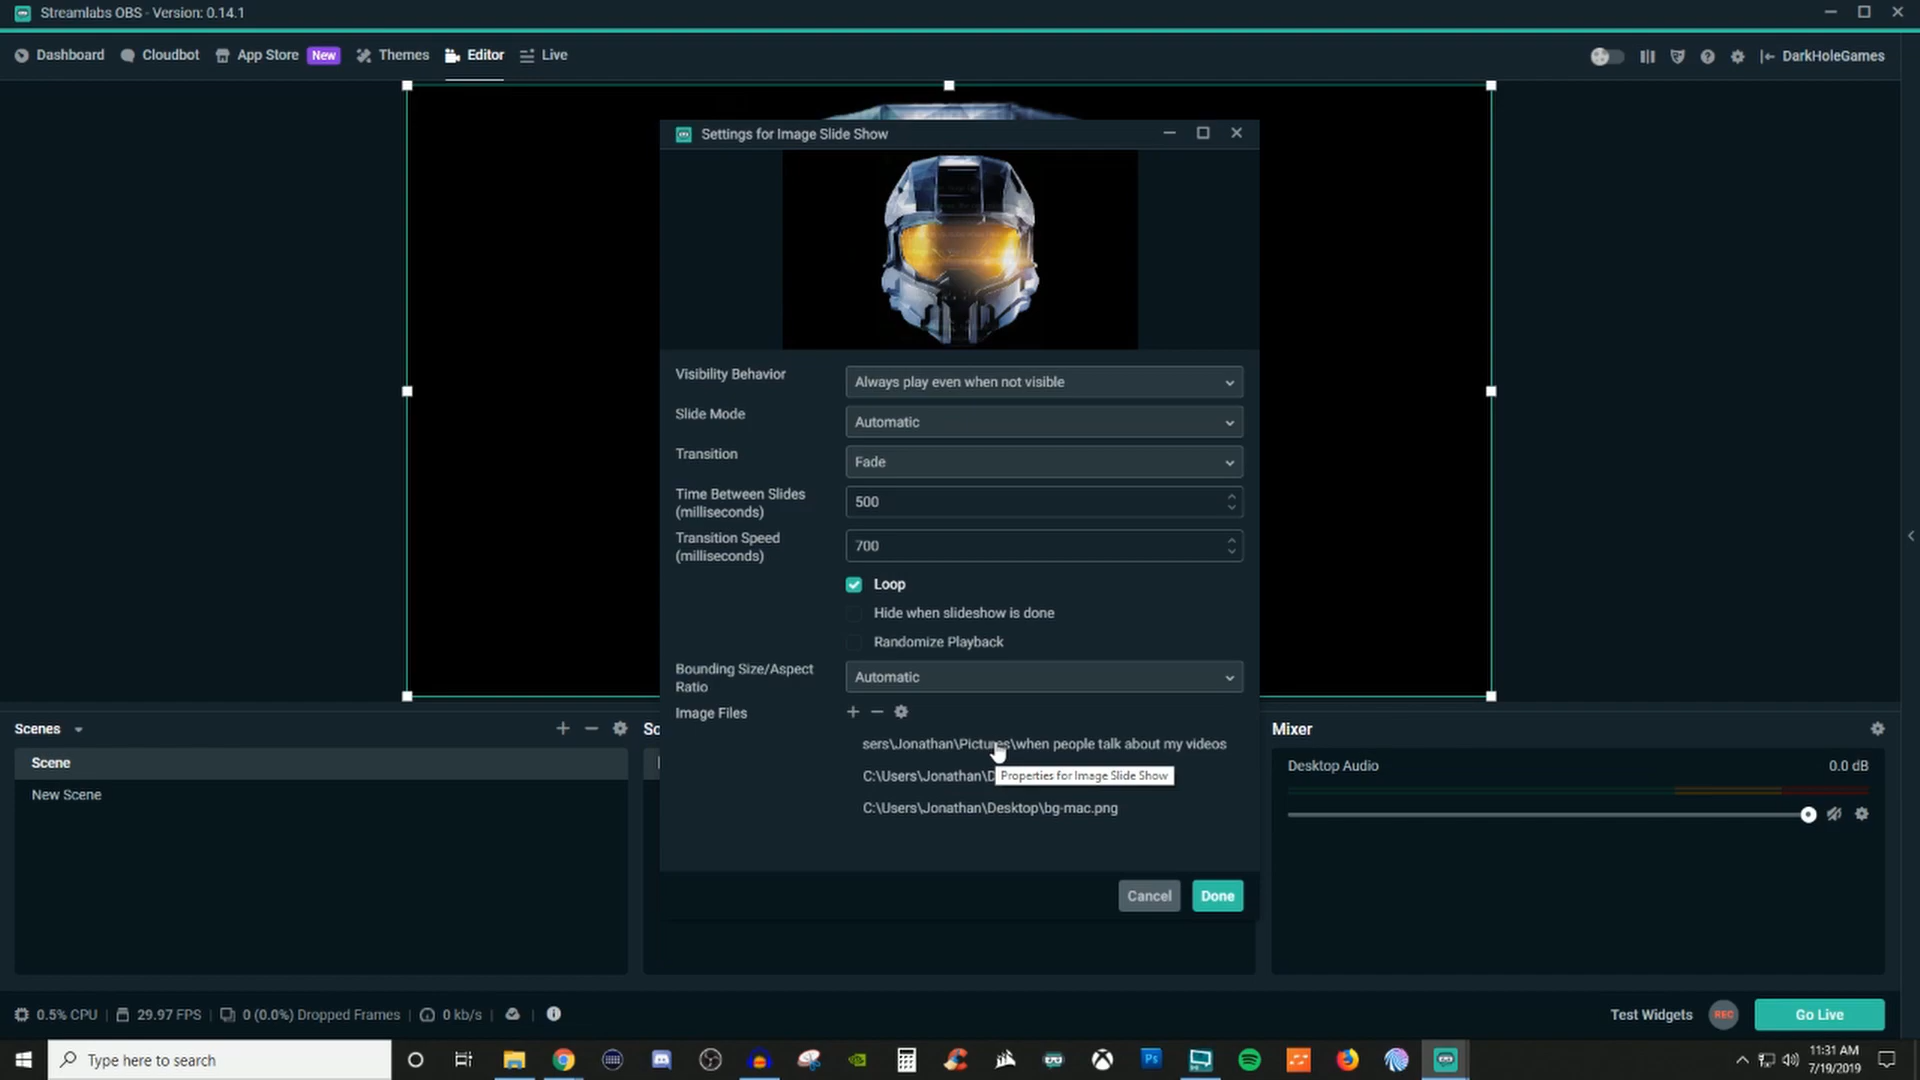 Streamlabs OBS - Version: 0.14.1
Dashboard Cloudbot App Store New Themes Editor Live DarkHoleGames
Settings for Image Slide Show
Visibility Behavior Always play even when not visible
Slide Mode Automatic
Transition Fade
Time Between Slides
(milliseconds) 500
Transition Speed
(milliseconds) 700
Loop
Hide when slideshow is done
Randomize Playback
Bounding Size/Aspect
Ratio Automatic
Image Files
sers\Jonathan\Pictures\when people talk about my videos
C:\Users\Jonathan\D
Properties for Image Slide Show
C:\Users\Jonathan\Desktop\bg-mac.png
Cancel Done
Scenes
Scene
New Scene
So
Mixer
Desktop Audio 0.0 dB
0.5% CPU 29.97 FPS 0 (0.0%) Dropped Frames 0 kb/s
Test Widgets REC Go Live
Type here to search
Ps
11:31 AM
7/19/2019